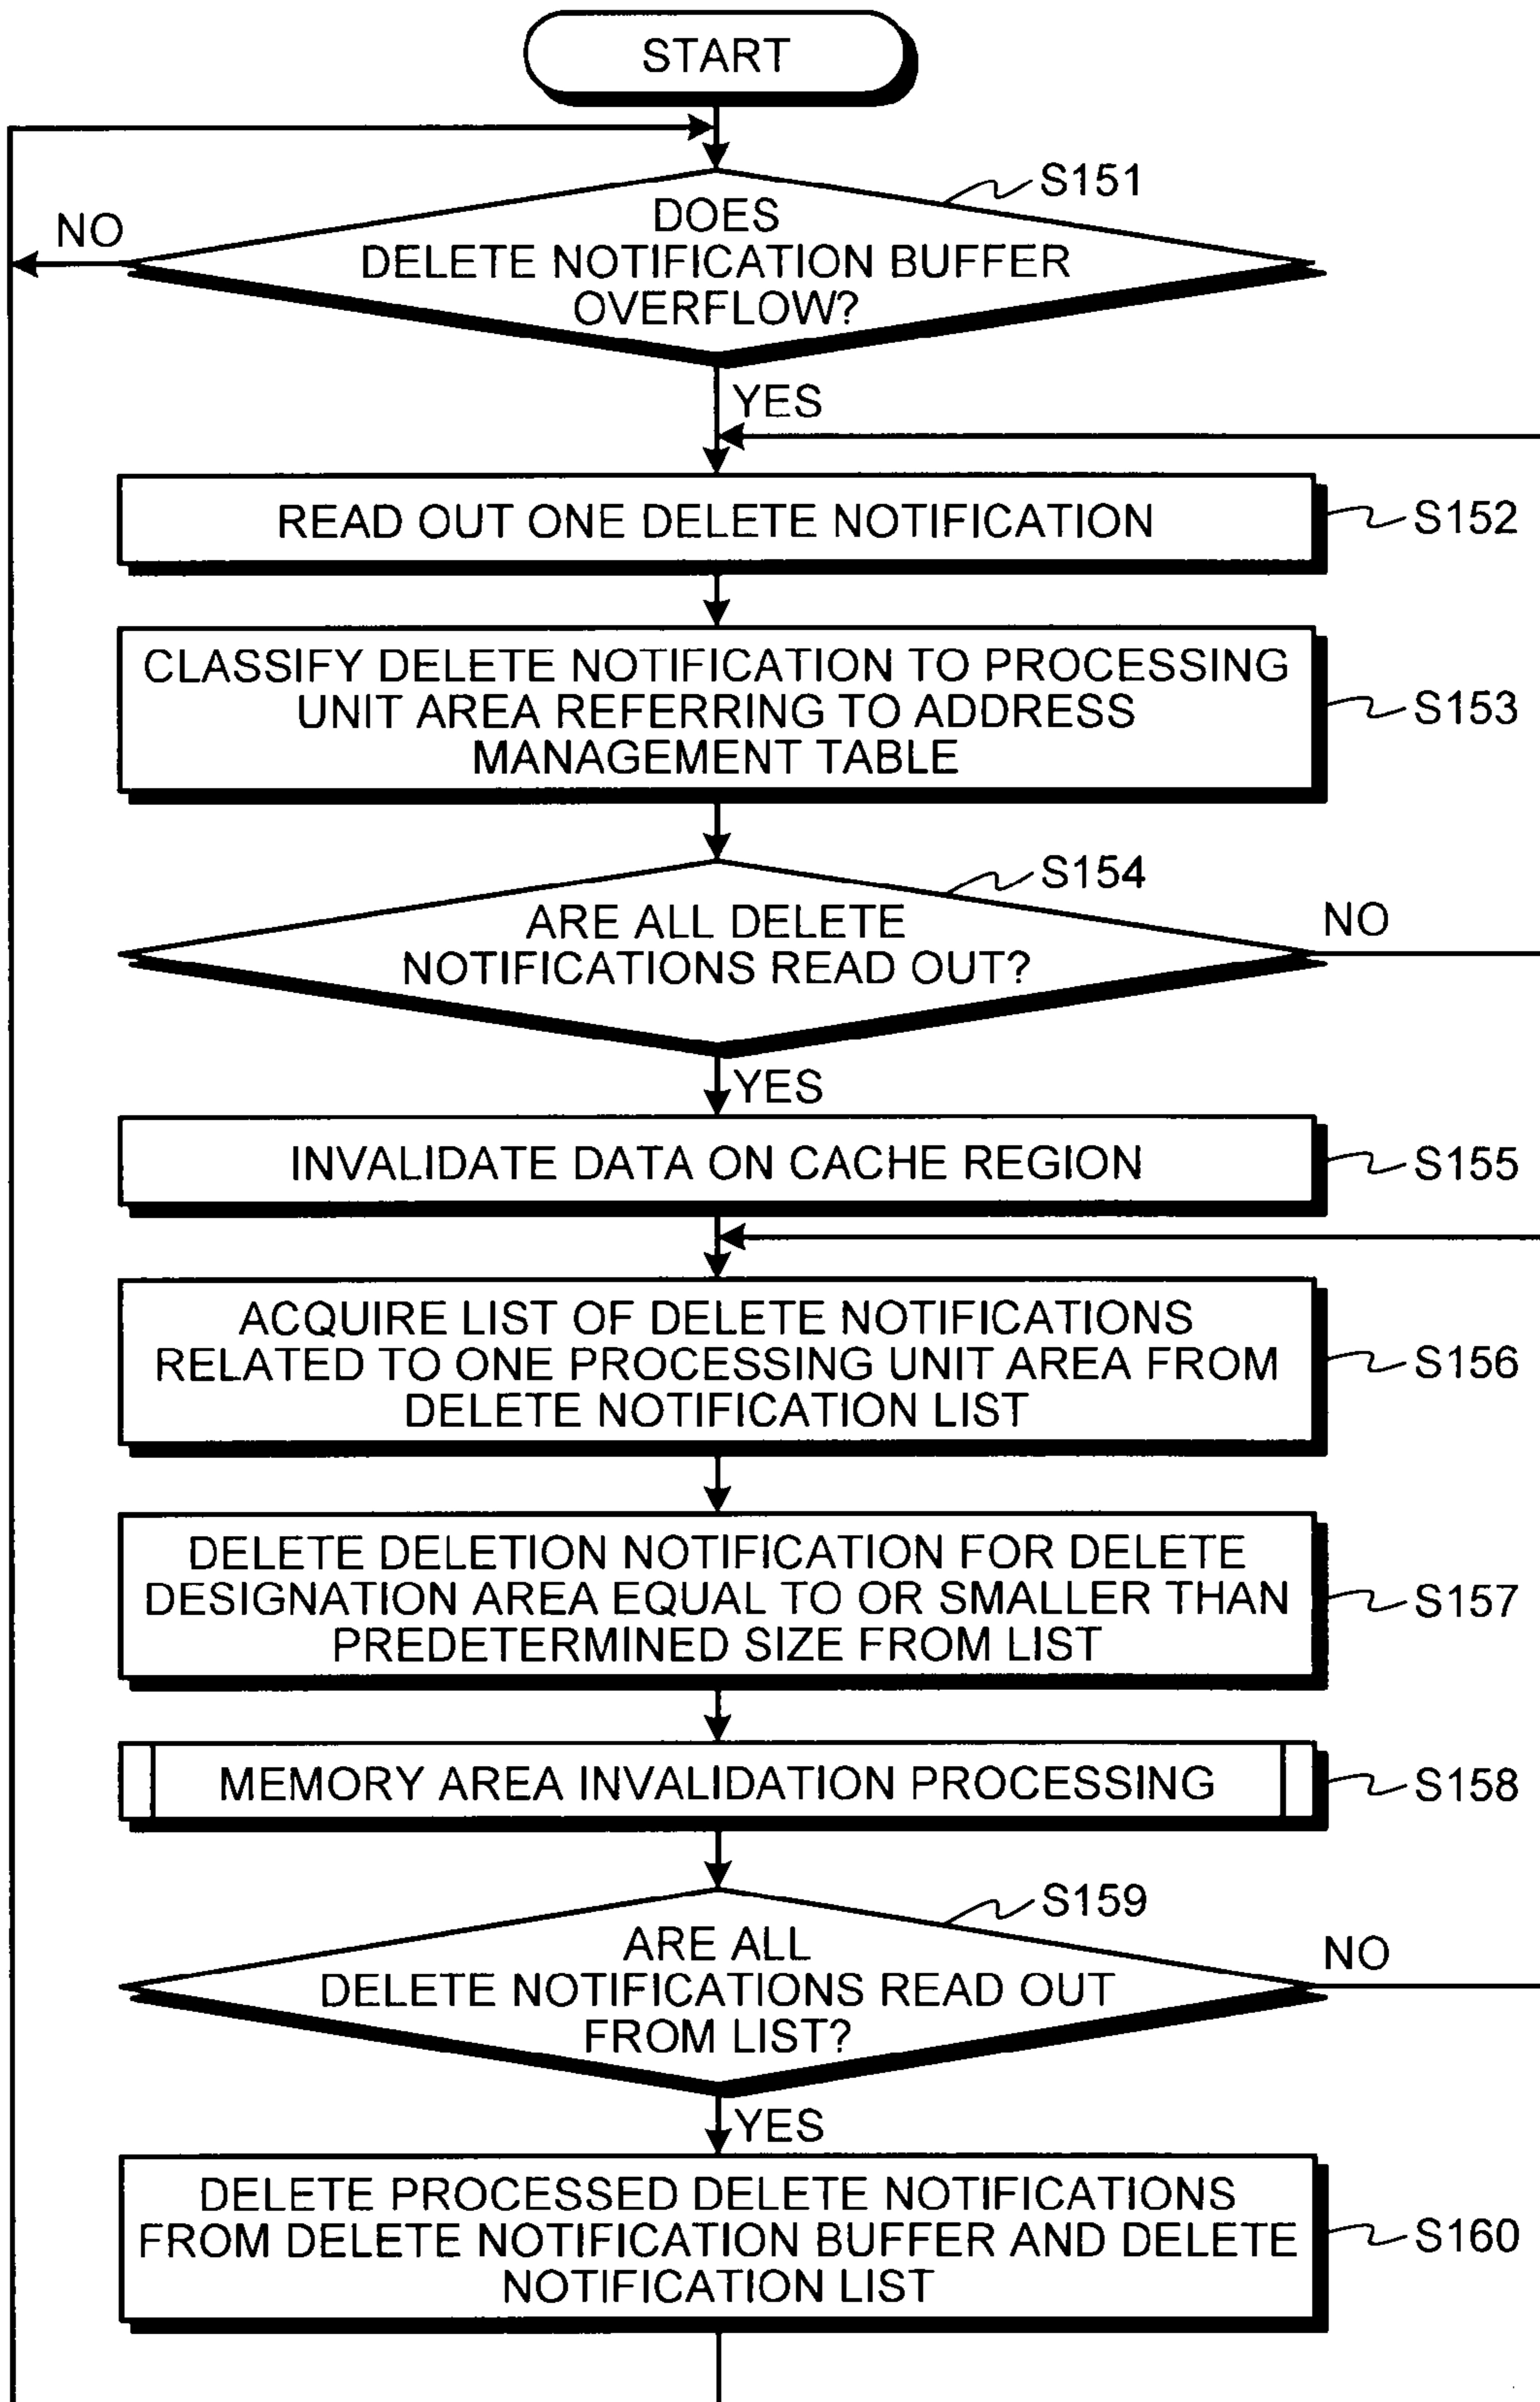 START
S151
NO
DOES
DELETE NOTIFICATION BUFFER
OVERFLOW?
YES
READ OUT ONE DELETE NOTIFICATION
S152
CLASSIFY DELETE NOTIFICATION TO PROCESSING
UNIT AREA REFERRING TO ADDRESS
MANAGEMENT TABLE
S153
S154
ARE ALL DELETE
NOTIFICATIONS READ OUT?
NO
YES
INVALIDATE DATA ON CACHE REGION
S155
ACQUIRE LIST OF DELETE NOTIFICATIONS
RELATED TO ONE PROCESSING UNIT AREA FROM
DELETE NOTIFICATION LIST
S156
DELETE DELETION NOTIFICATION FOR DELETE
DESIGNATION AREA EQUAL TO OR SMALLER THAN
PREDETERMINED SIZE FROM LIST
S157
MEMORY AREA INVALIDATION PROCESSING
S158
S159
ARE ALL
DELETE NOTIFICATIONS READ OUT
FROM LIST?
NO
YES
DELETE PROCESSED DELETE NOTIFICATIONS
FROM DELETE NOTIFICATION BUFFER AND DELETE
NOTIFICATION LIST
S160